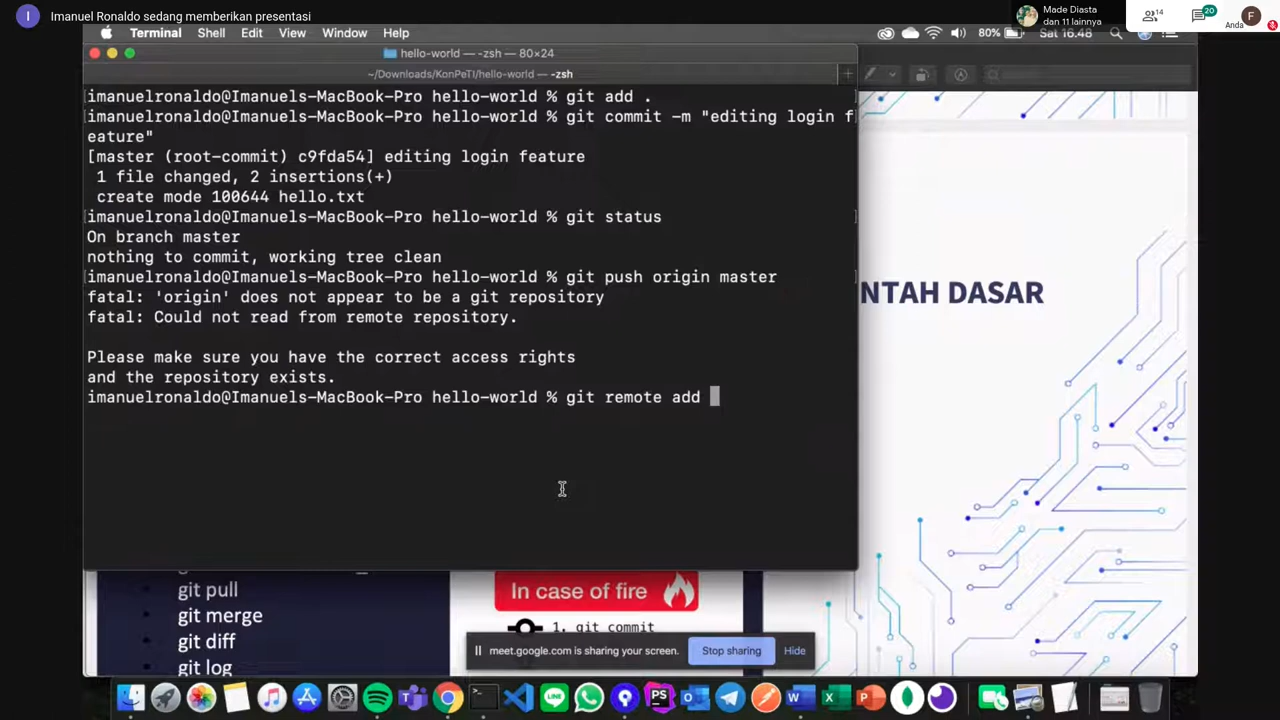 Imanuel Ronaldo sedang memberikan presentasi
Made Diasta
dan 11 lainnya
14
20
Anda
F
I
Terminal Shell Edit View Window Help
80%
Sat 16.48
hello-world — -zsh — 80×24
~/Downloads/KonPeTI/hello-world — -zsh
imanuelronaldo@Imanuels-MacBook-Pro hello-world % git add .
imanuelronaldo@Imanuels-MacBook-Pro hello-world % git commit -m "editing login f
eature"
[master (root-commit) c9fda54] editing login feature
1 file changed, 2 insertions(+)
create mode 100644 hello.txt
imanuelronaldo@Imanuels-MacBook-Pro hello-world % git status
On branch master
nothing to commit, working tree clean
imanuelronaldo@Imanuels-MacBook-Pro hello-world % git push origin master
fatal: 'origin' does not appear to be a git repository
fatal: Could not read from remote repository.
Please make sure you have the correct access rights
and the repository exists.
imanuelronaldo@Imanuels-MacBook-Pro hello-world % git remote add
NTAH DASAR
git pull
git merge
git diff
git log
In case of fire
1. git commit
meet.google.com is sharing your screen.
Stop sharing
Hide